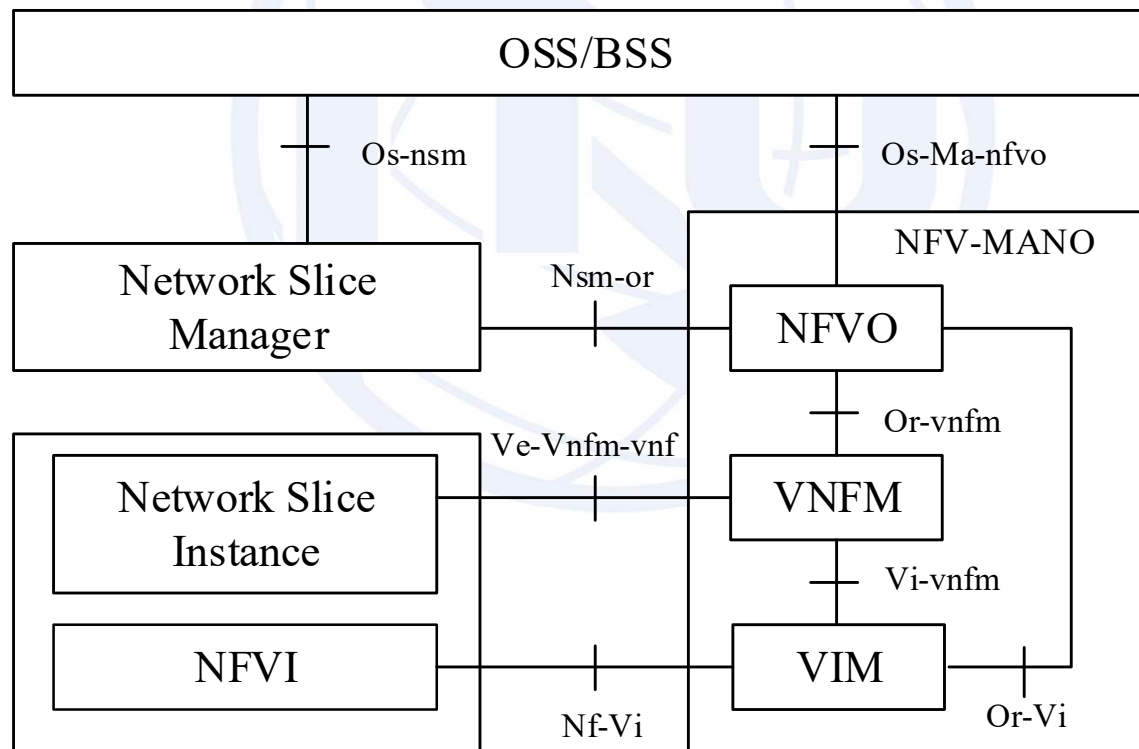 OSS/BSS
Os-nsm
Os-Ma-nfvo
NFV-MANO
Network Slice
Manager
Nsm-or
NFVO
Or-vnfm
Ve-Vnfm-vnf
Network Slice
Instance
VNFM
Vi-vnfm
NFVI
VIM
Nf-Vi
Or-Vi